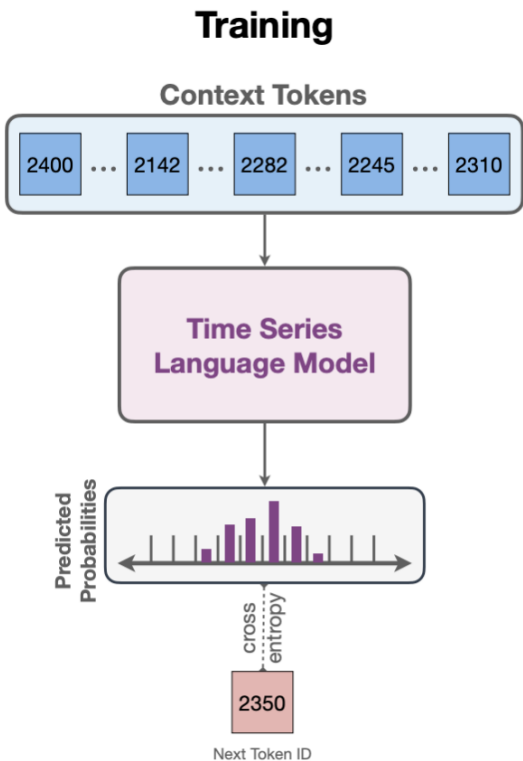 Training
Context Tokens
2400 ... 2142 ... 2282 ... 2245 ... 2310
Time Series
Language Model
Predicted
Probabilities
cross
entropy
2350
Next Token ID